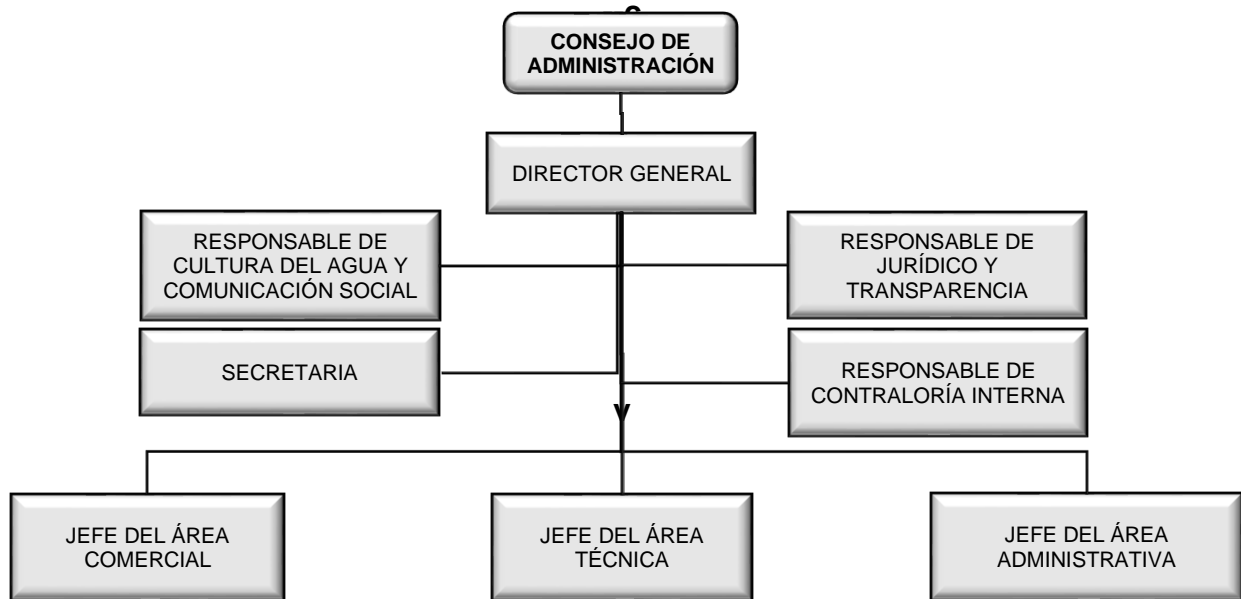 CONSEJO DE
ADMINISTRACIÓN
DIRECTOR GENERAL
RESPONSABLE DE
CULTURA DEL AGUA Y
COMUNICACIÓN SOCIAL
RESPONSABLE DE
JURÍDICO Y
TRANSPARENCIA
SECRETARIA
RESPONSABLE DE
CONTRALORÍA INTERNA
JEFE DEL ÁREA
COMERCIAL
JEFE DEL ÁREA
TÉCNICA
JEFE DEL ÁREA
ADMINISTRATIVA